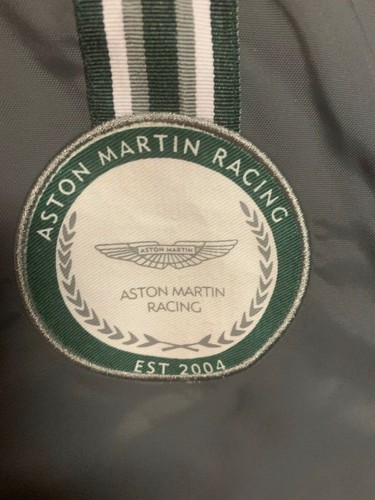 ASTON MARTIN RACING
ASTON MARTIN
ASTON MARTIN
RACING
EST 2004